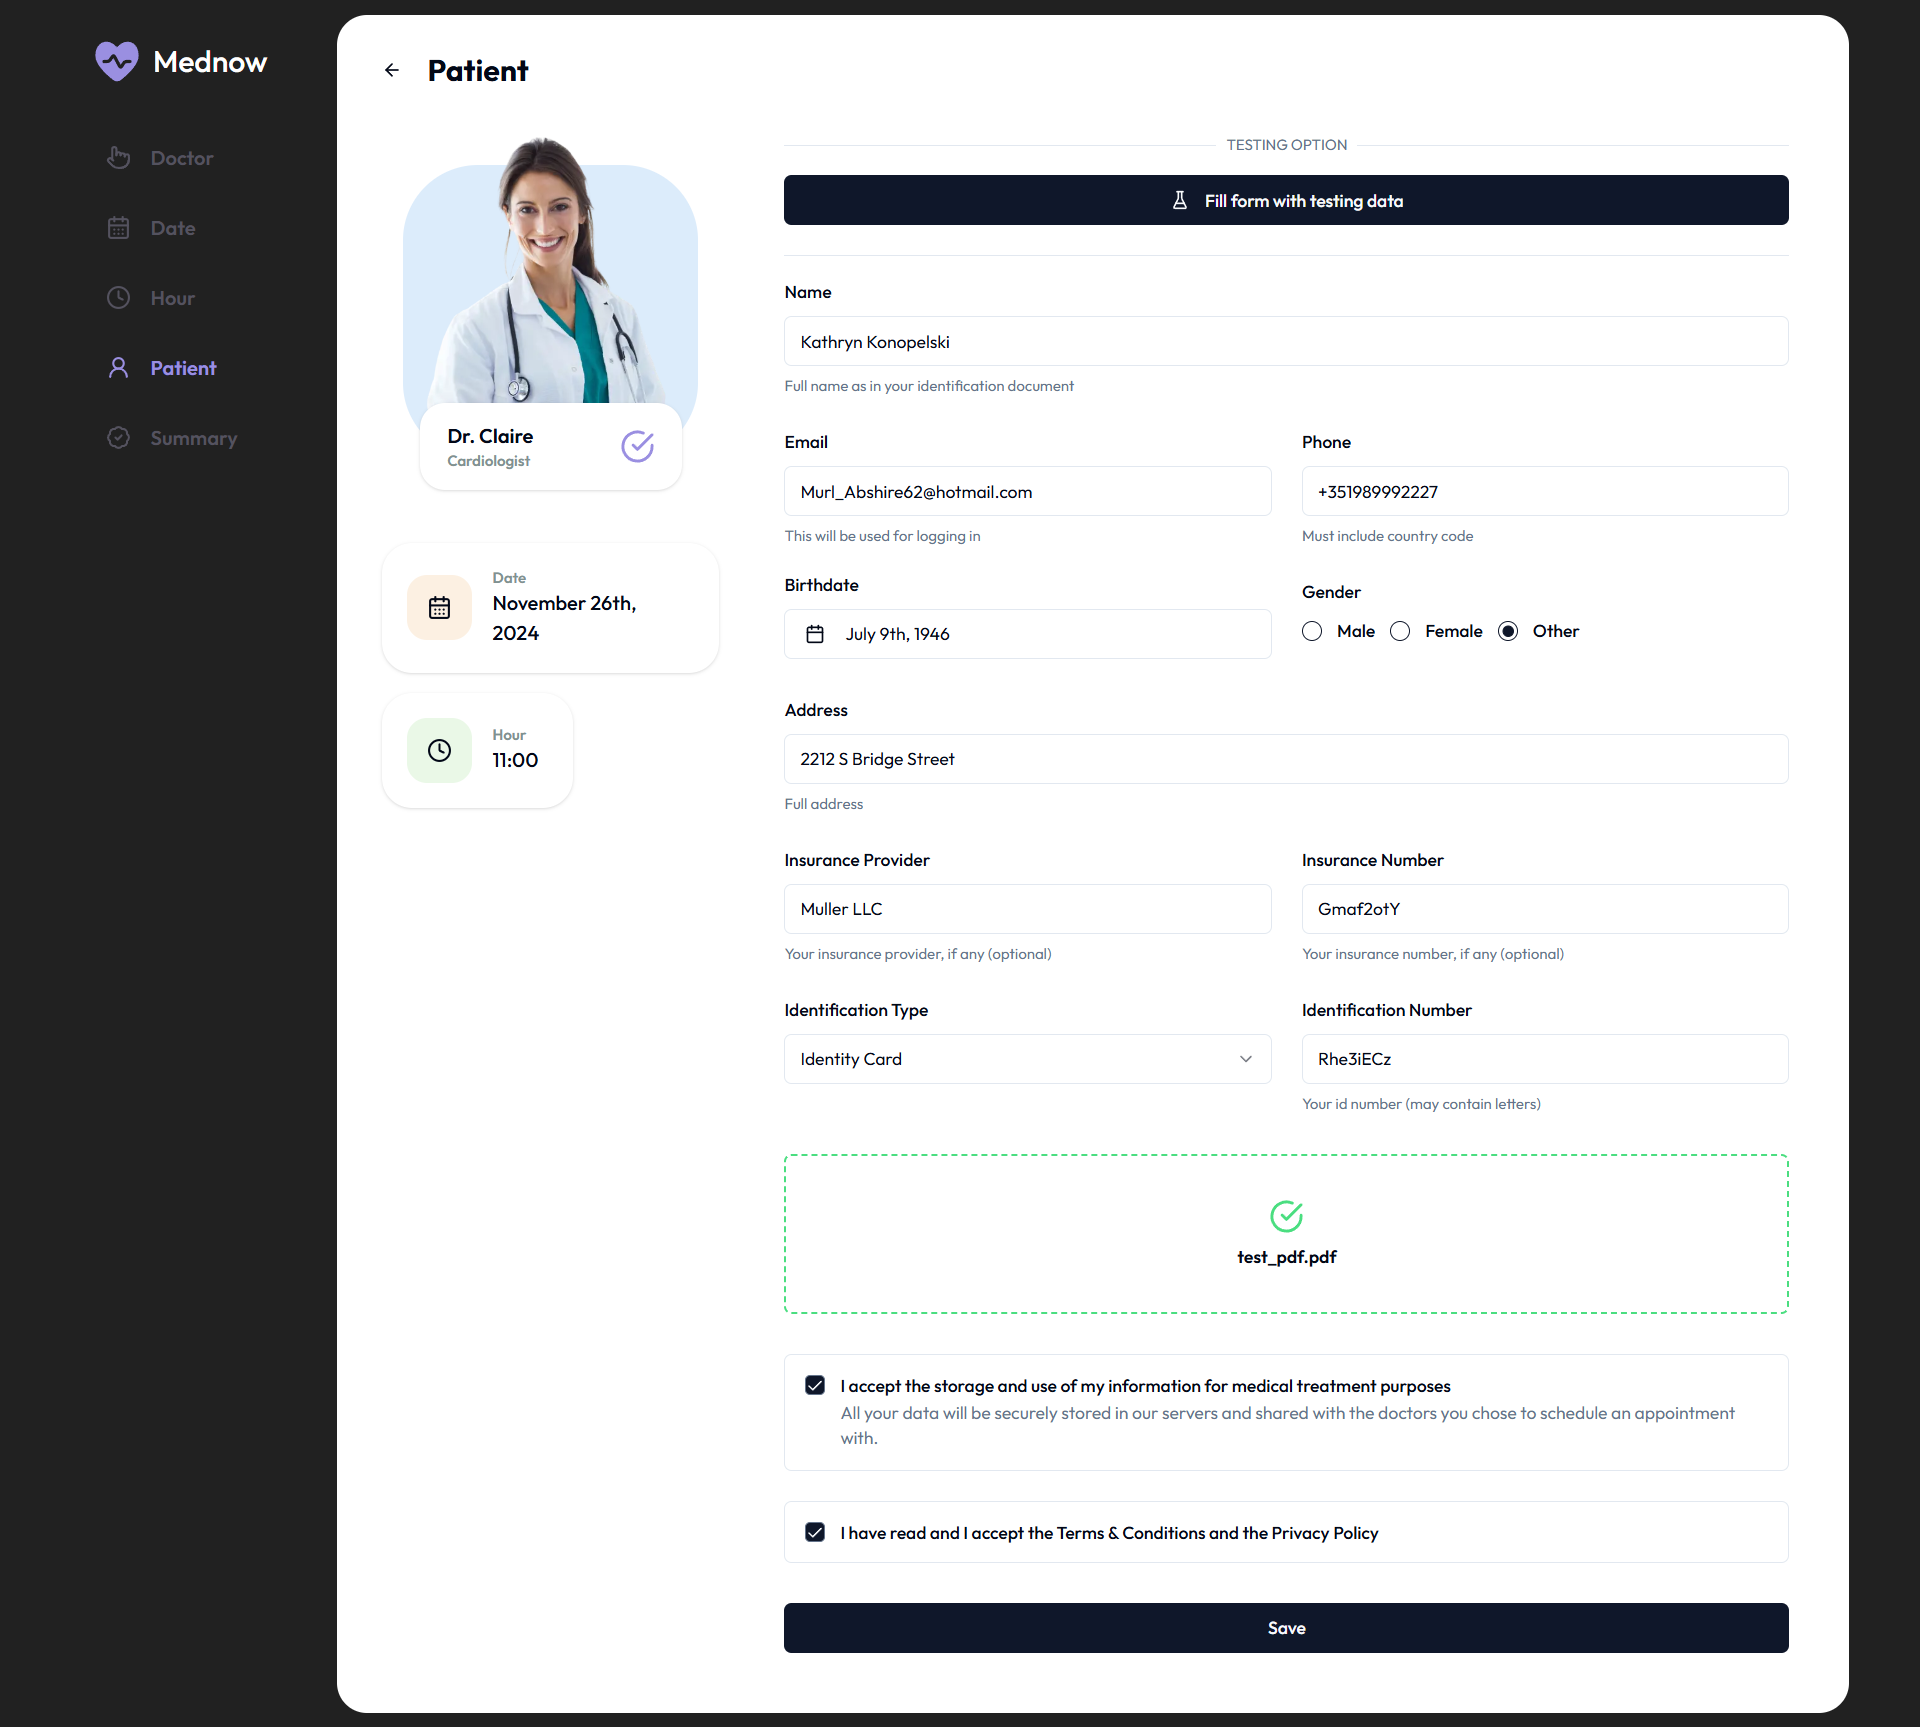 Mednow
Doctor
Date
Hour
Patient
Summary
Patient
Dr. Claire
Cardiologist
Date
November 26th,
2024
Hour
11:00
TESTING OPTION
Fill form with testing data
Name
Kathryn Konopelski
Full name as in your identification document
Email
Murl_Abshire62@hotmail.com
This will be used for logging in
Phone
+351989992227
Must include country code
Birthdate
July 9th, 1946
Gender
Male Female Other
Address
2212 S Bridge Street
Full address
Insurance Provider
Muller LLC
Your insurance provider, if any (optional)
Insurance Number
Gmaf2otY
Your insurance number, if any (optional)
Identification Type
Identity Card
Identification Number
Rhe3iECz
Your id number (may contain letters)
test_pdf.pdf
I accept the storage and use of my information for medical treatment purposes
All your data will be securely stored in our servers and shared with the doctors you chose to schedule an appointment
with.
I have read and I accept the Terms & Conditions and the Privacy Policy
Save